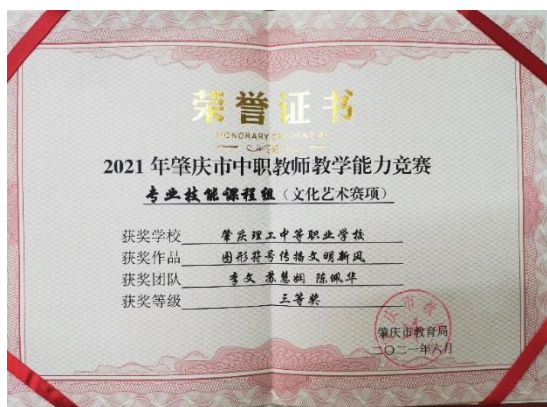 荣誉证书
HONORARY CREDENTIAL
2021 年肇庆市中职教师教学能力竞赛
专业技能课程组（文化艺术赛项）
获奖学校 肇庆理工中等职业学校
获奖作品 图形符号传播文明新风
获奖团队 李文 苏慧娴 陈佩华
获奖等级 三等奖
肇庆市教育局
二〇二一年六月